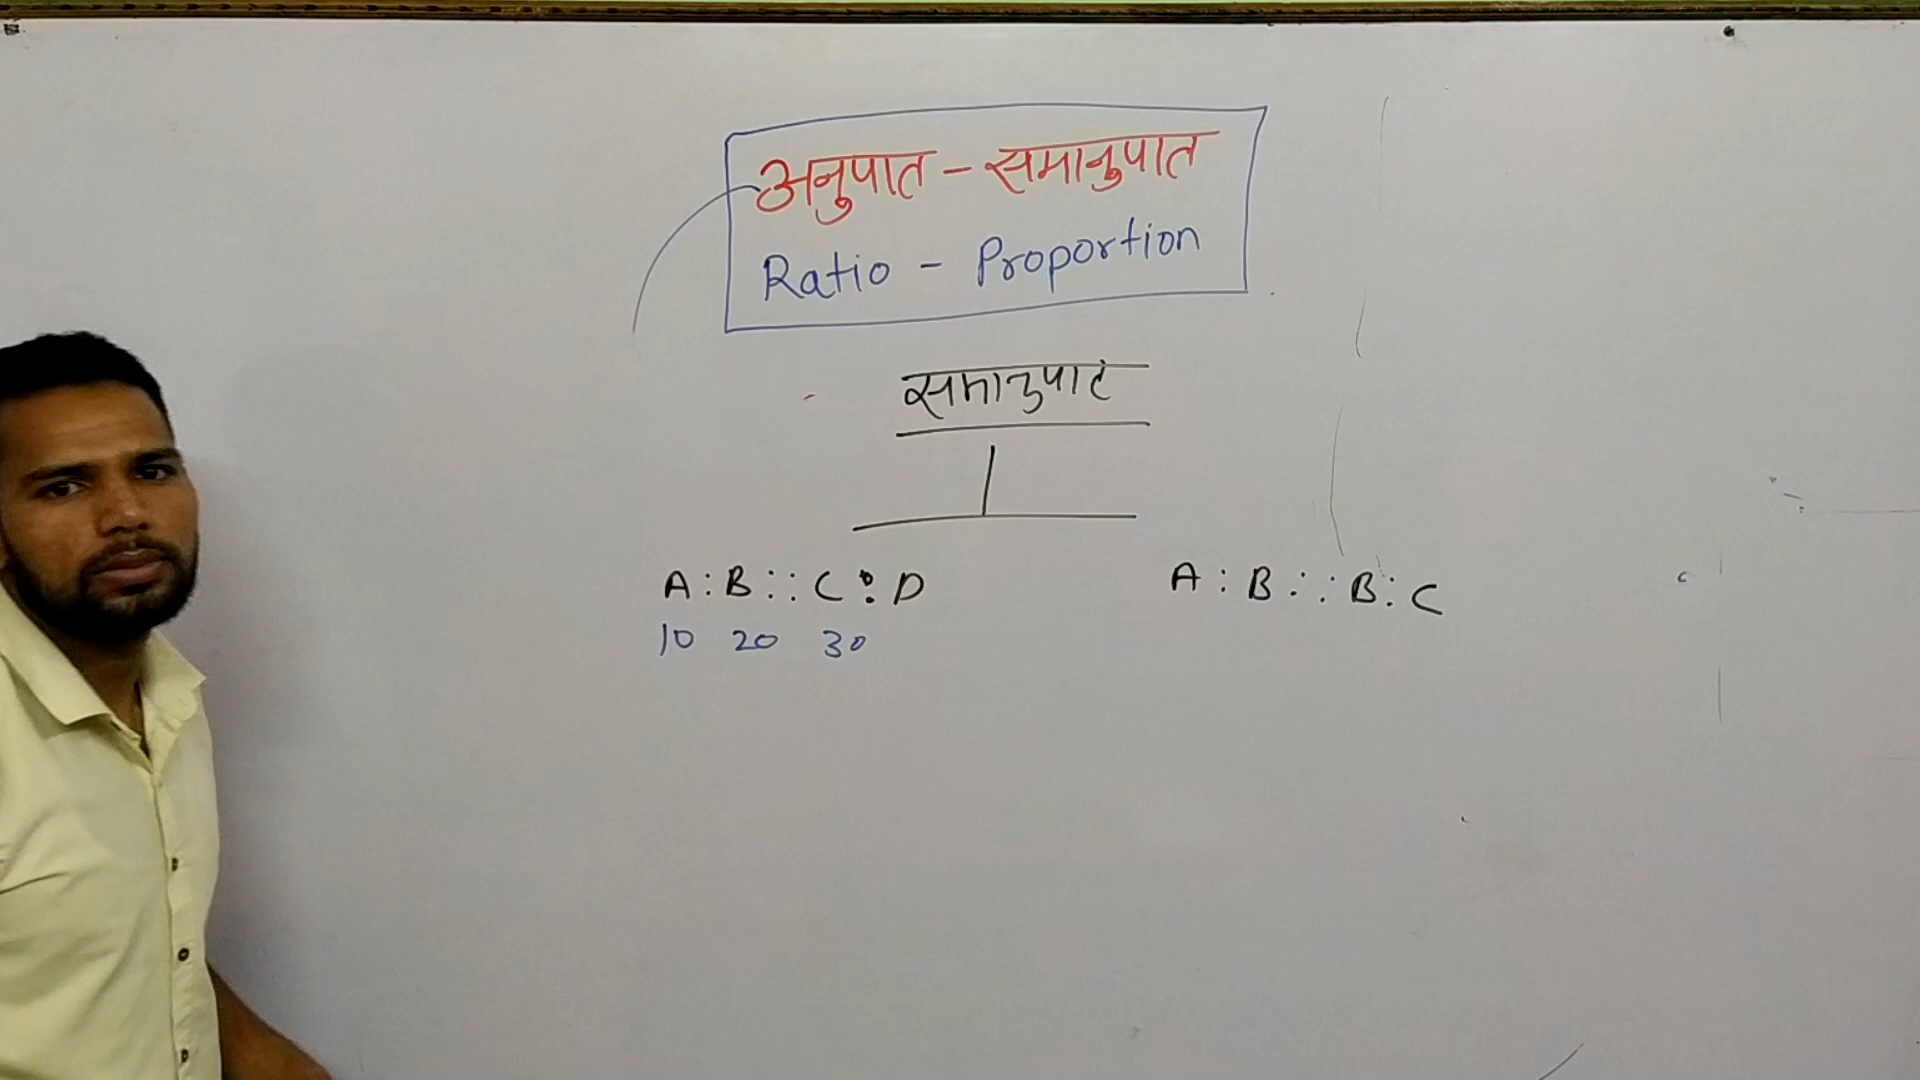 अनुपात - समानुपात
Ratio - Proportion
समानुपात
A : B :: C : D
10 20 30
A : B :: B : C